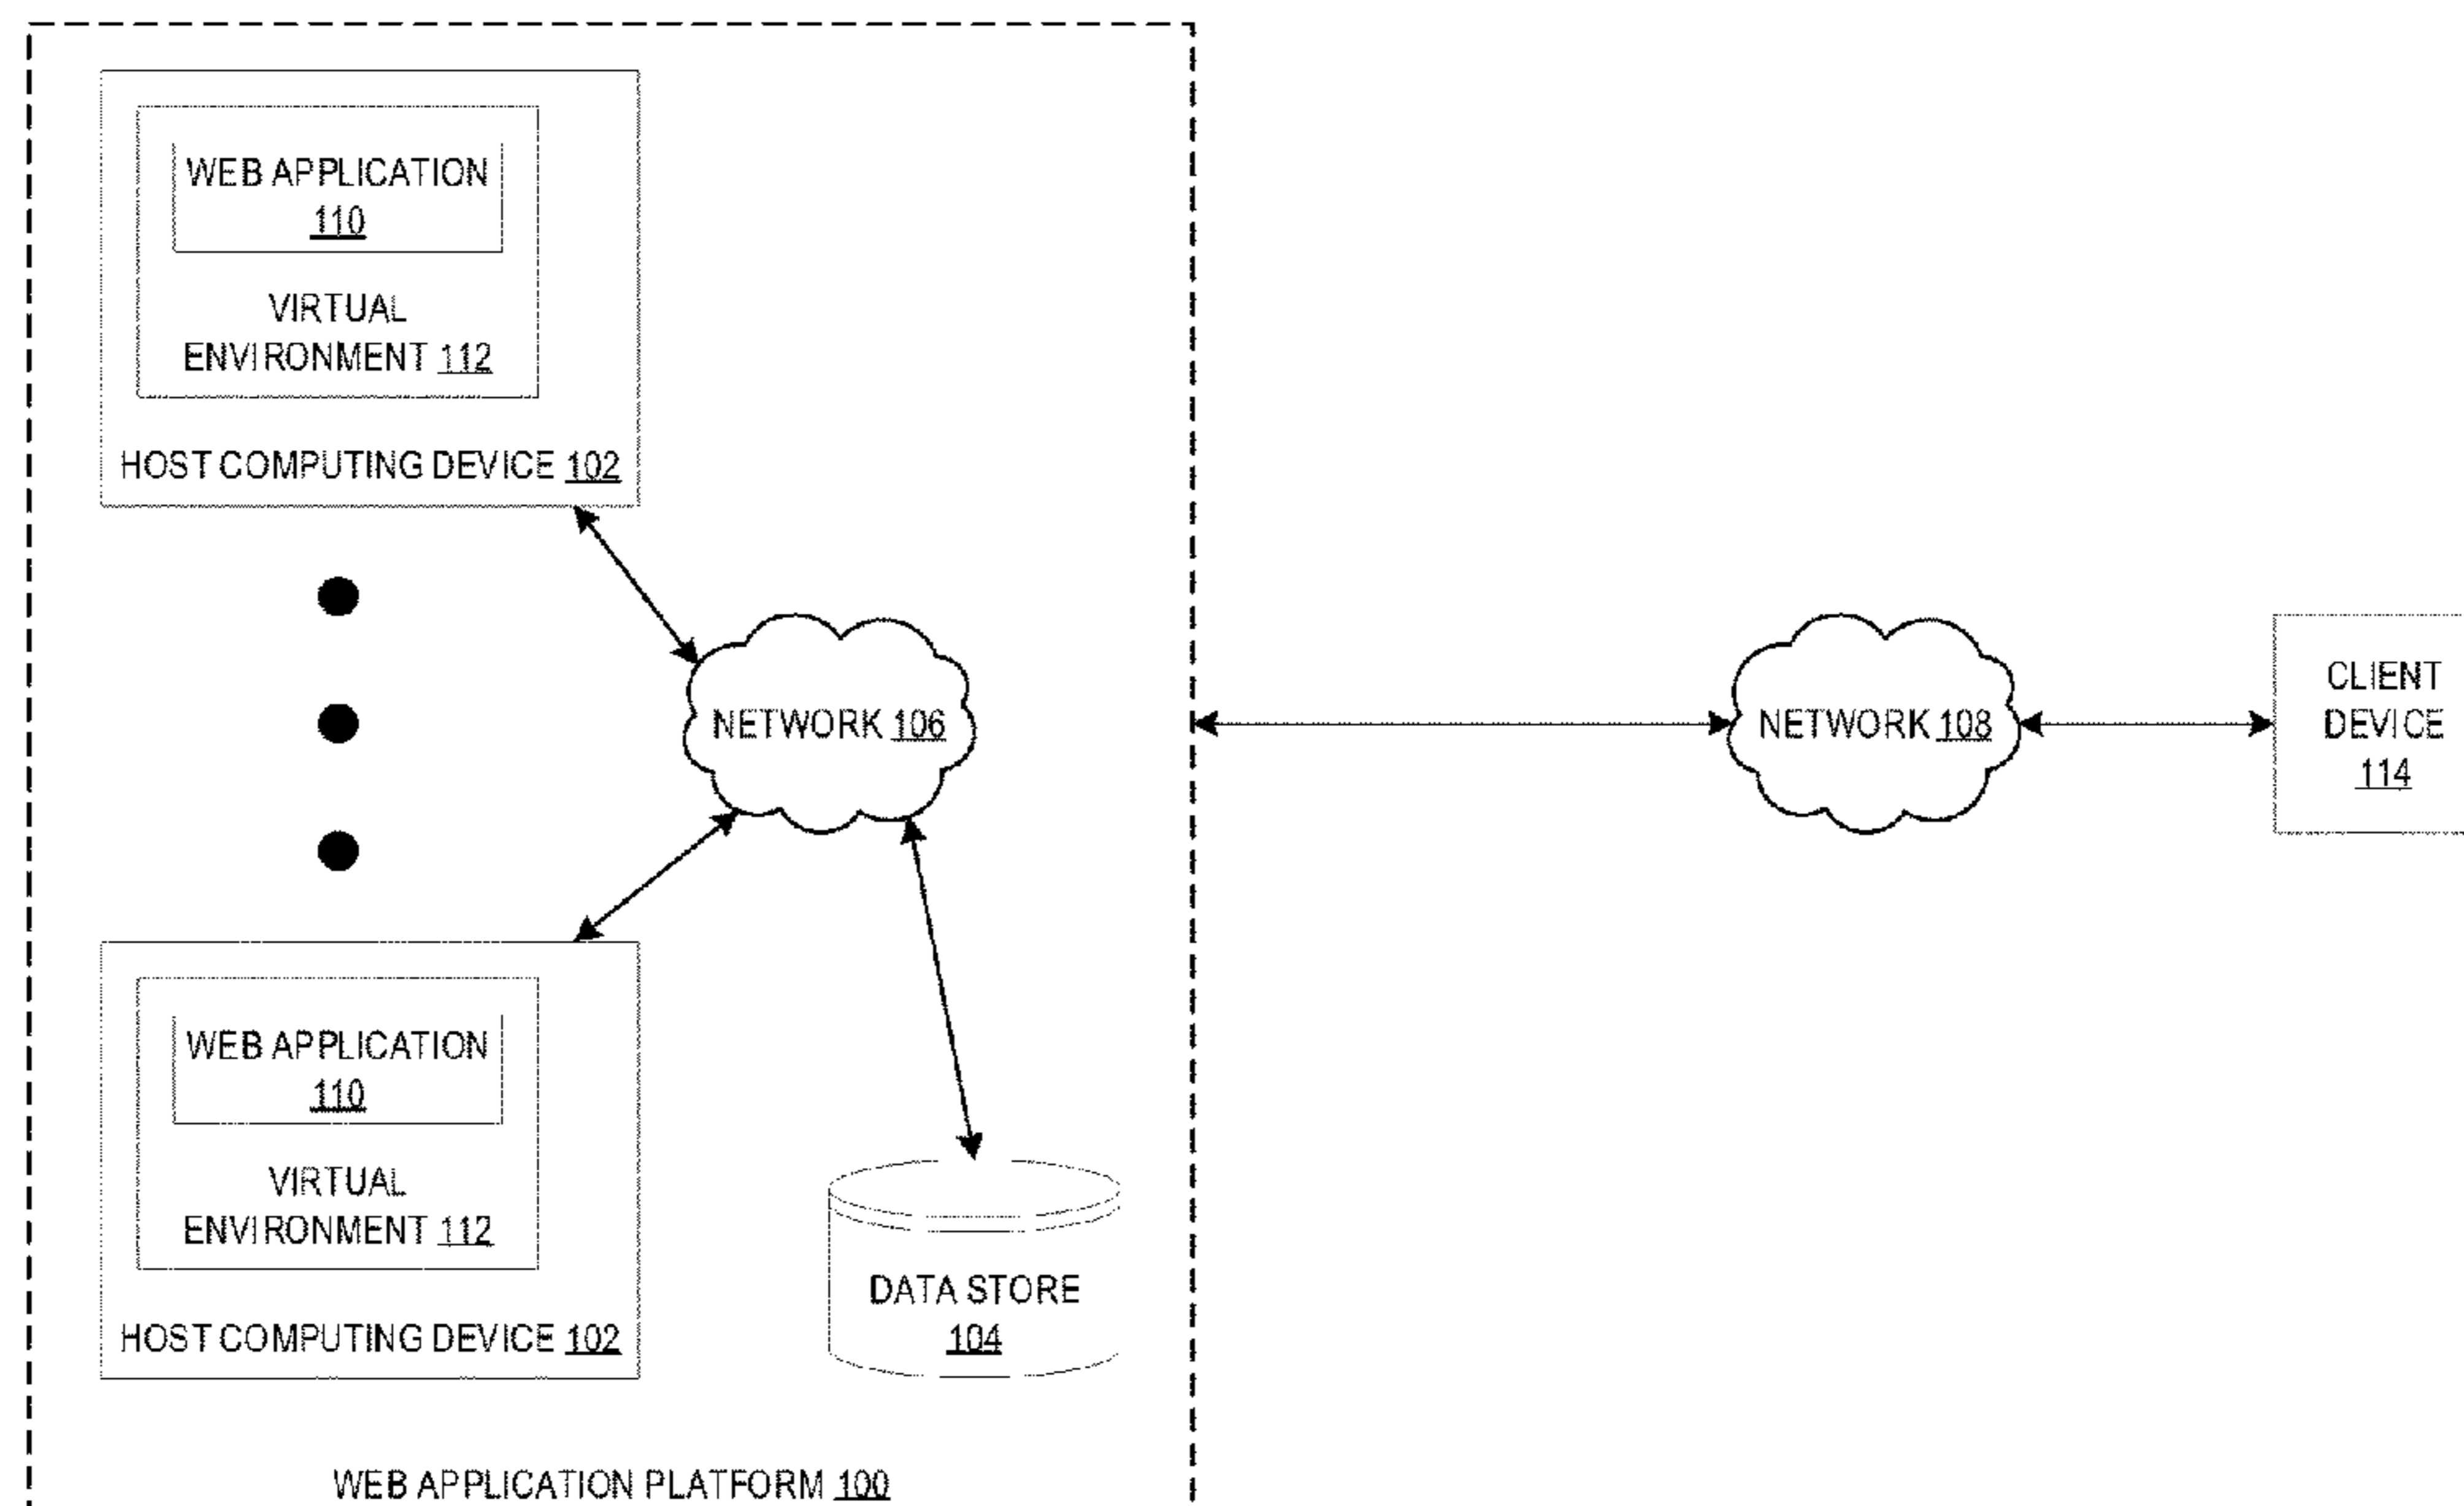 WEB APPLICATION
110
VIRTUAL
ENVIRONMENT 112
HOST COMPUTING DEVICE 102
NETWORK 106
NETWORK 108
CLIENT
DEVICE
114
WEB APPLICATION
110
VIRTUAL
ENVIRONMENT 112
HOST COMPUTING DEVICE 102
DATA STORE
104
WEB APPLICATION PLATFORM 100